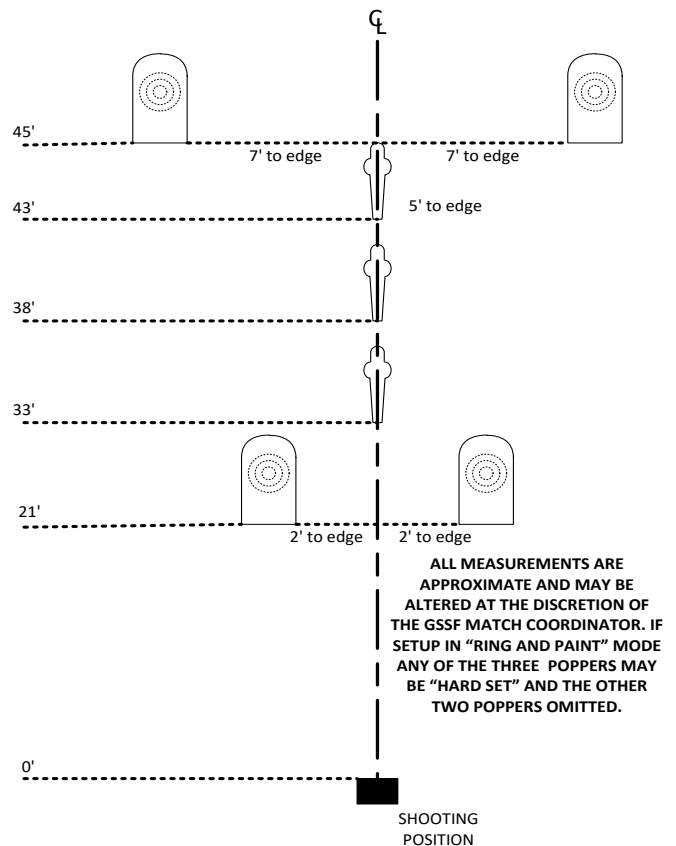 ℄
45'
7' to edge 7' to edge
43'
5' to edge
38'
33'
21'
2' to edge 2' to edge
ALL MEASUREMENTS ARE
APPROXIMATE AND MAY BE
ALTERED AT THE DISCRETION OF
THE GSSF MATCH COORDINATOR. IF
SETUP IN “RING AND PAINT” MODE
ANY OF THE THREE POPPERS MAY
BE “HARD SET” AND THE OTHER
TWO POPPERS OMITTED.
0'
SHOOTING
POSITION